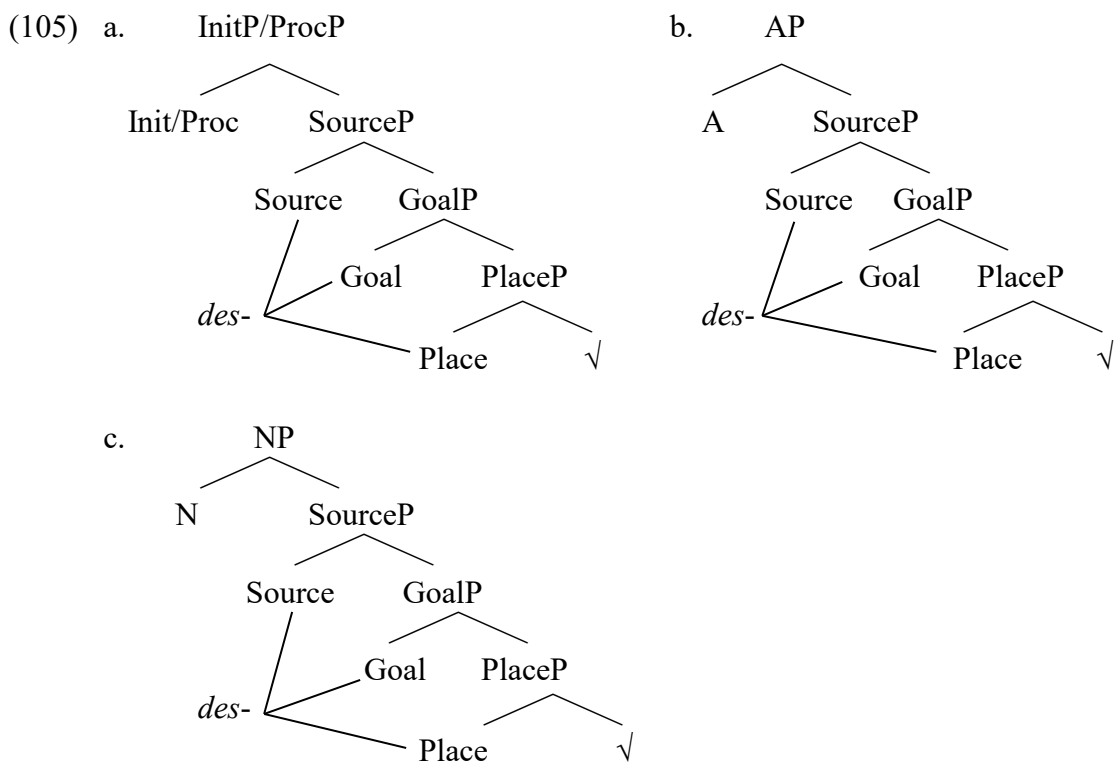 (105) a. InitP/ProcP b. AP
Init/Proc SourceP A SourceP
Source GoalP Source GoalP
Goal PlaceP Goal PlaceP
des- des-
Place √ Place √
c. NP
N SourceP
Source GoalP
Goal PlaceP
des-
Place √